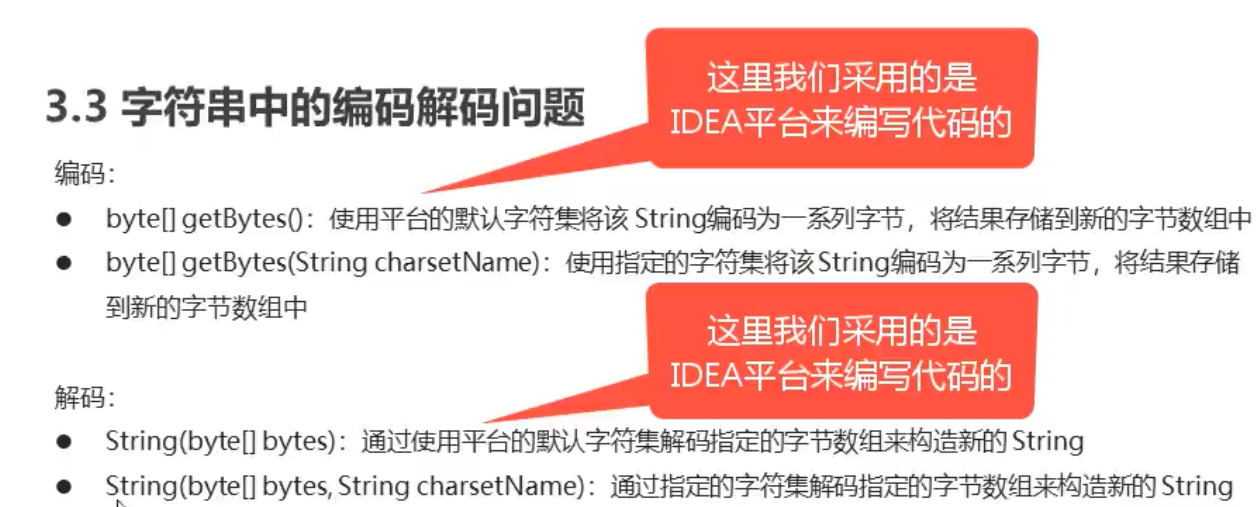 这里我们采用的是
IDEA平台来编写代码的
3.3 字符串中的编码解码问题
编码：
● byte[] getBytes()：使用平台的默认字符集将该 String编码为一系列字节，将结果存储到新的字节数组中
● byte[] getBytes(String charsetName)：使用指定的字符集将该 String编码为一系列字节，将结果存储
到新的字节数组中
这里我们采用的是
IDEA平台来编写代码的
解码：
● String(byte[] bytes)：通过使用平台的默认字符集解码指定的字节数组来构造新的 String
● String(byte[] bytes, String charsetName)：通过指定的字符集解码指定的字节数组来构造新的 String